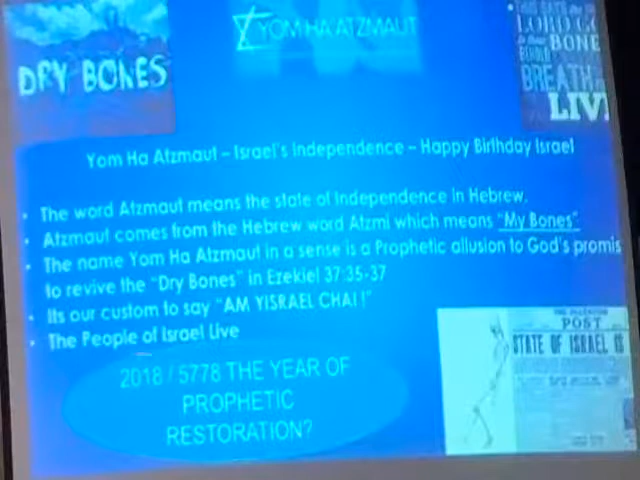 YOM HA'ATZMAUT
DRY BONES
LORD
BONE
BEHOLD
BREATH
LIV
Yom Ha Atzmaut – Israel's Independence – Happy Birthday Israel
• The word Atzmaut means the state of Independence in Hebrew.
• Atzmaut comes from the Hebrew word Atzmi which means "My Bones".
• The name Yom Ha Atzmaut in a sense is a Prophetic allusion to God's promis
to revive the "Dry Bones" in Ezekiel 37:35-37
• Its our custom to say "AM YISRAEL CHAI !"
• The People of Israel Live
POST
STATE OF ISRAEL IS
2018 / 5778 THE YEAR OF
PROPHETIC
RESTORATION?